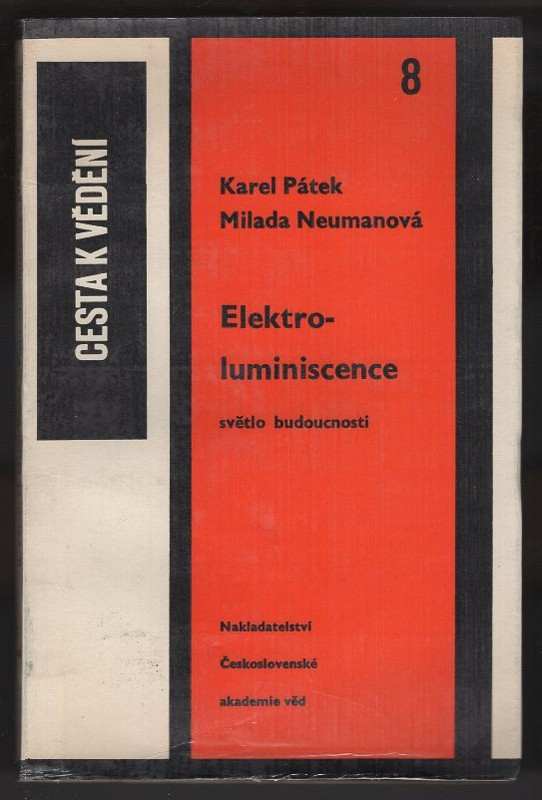 CESTA K VĚDĚNÍ
8
Karel Pátek
Milada Neumanová
Elektro-
luminiscence
světlo budoucnosti
Nakladatelství
Československé
akademie věd